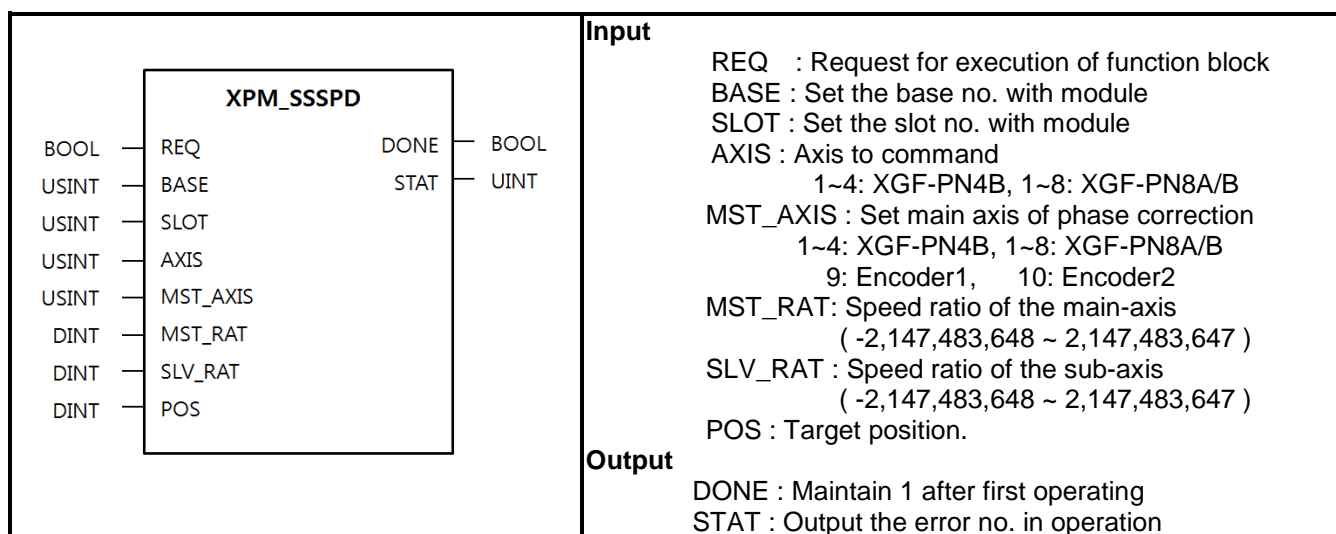 XPM_SSSPD
BOOL REQ DONE BOOL
USINT BASE STAT UINT
USINT SLOT
USINT AXIS
USINT MST_AXIS
DINT MST_RAT
DINT SLV_RAT
DINT POS
Input
REQ : Request for execution of function block
BASE : Set the base no. with module
SLOT : Set the slot no. with module
AXIS : Axis to command
1~4: XGF-PN4B, 1~8: XGF-PN8A/B
MST_AXIS : Set main axis of phase correction
1~4: XGF-PN4B, 1~8: XGF-PN8A/B
9: Encoder1, 10: Encoder2
MST_RAT: Speed ratio of the main-axis
( -2,147,483,648 ~ 2,147,483,647 )
SLV_RAT : Speed ratio of the sub-axis
( -2,147,483,648 ~ 2,147,483,647 )
POS : Target position.
Output
DONE : Maintain 1 after first operating
STAT : Output the error no. in operation